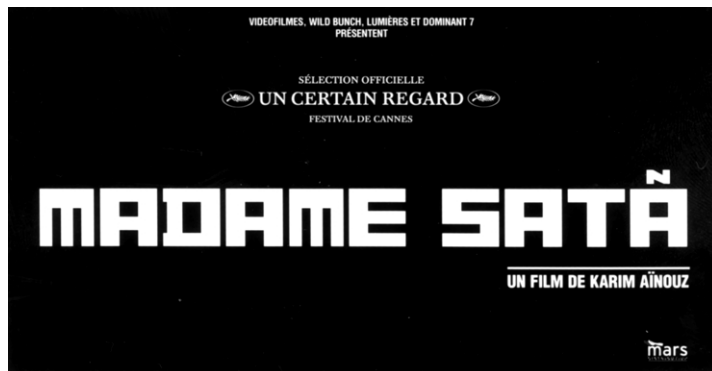 VIDEOFILMES, WILD BUNCH, LUMIÈRES ET DOMINANT 7
PRÉSENTENT
SÉLECTION OFFICIELLE
UN CERTAIN REGARD
FESTIVAL DE CANNES
MADAME SATÃ
UN FILM DE KARIM AÏNOUZ
mars